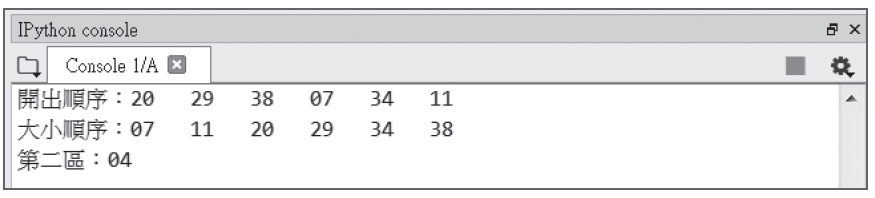 IPython console
Console 1/A
開出順序：20 29 38 07 34 11
大小順序：07 11 20 29 34 38
第二區：04